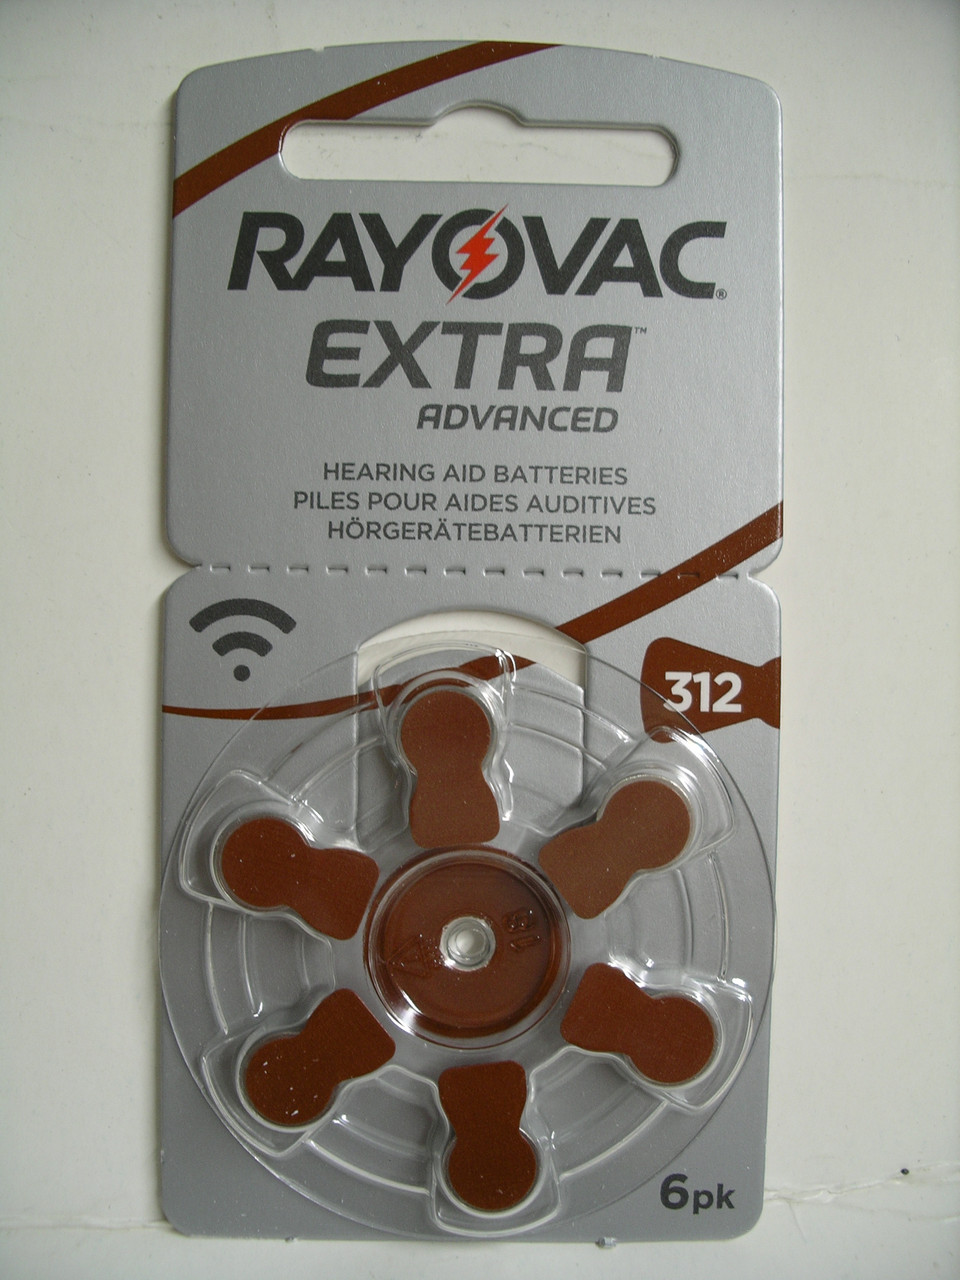 RAYOVAC®
EXTRA™
ADVANCED
HEARING AID BATTERIES
PILES POUR AIDES AUDITIVES
HÖRGERÄTEBATTERIEN
312
6pk